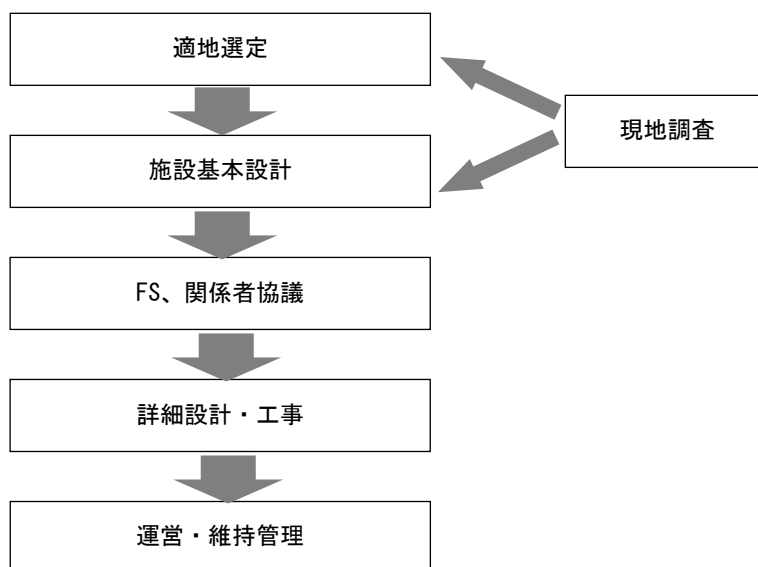 適地選定
現地調査
施設基本設計
FS、関係者協議
詳細設計・工事
運営・維持管理